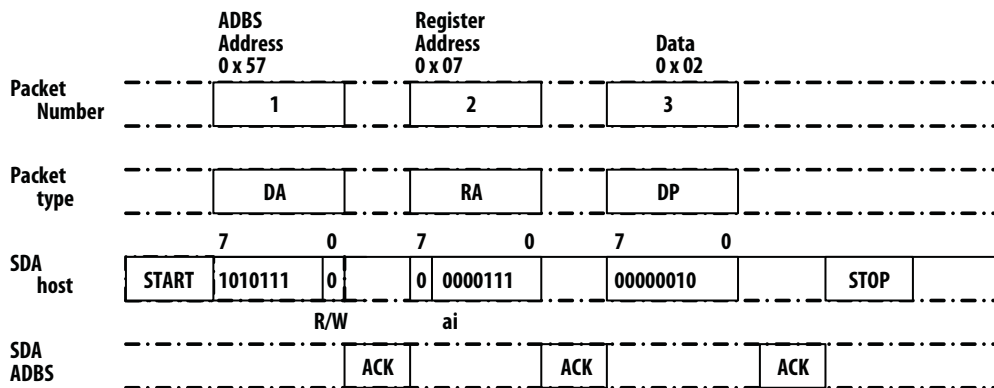 ADBS
Address
0 x 57
Register
Address
0 x 07
Data
0 x 02
Packet
Number
1
2
3
Packet
type
DA
RA
DP
7 0 7 0 7 0
SDA
host
START 1010111 0 0 0000111 00000010 STOP
R/W ai
SDA
ADBS
ACK ACK ACK